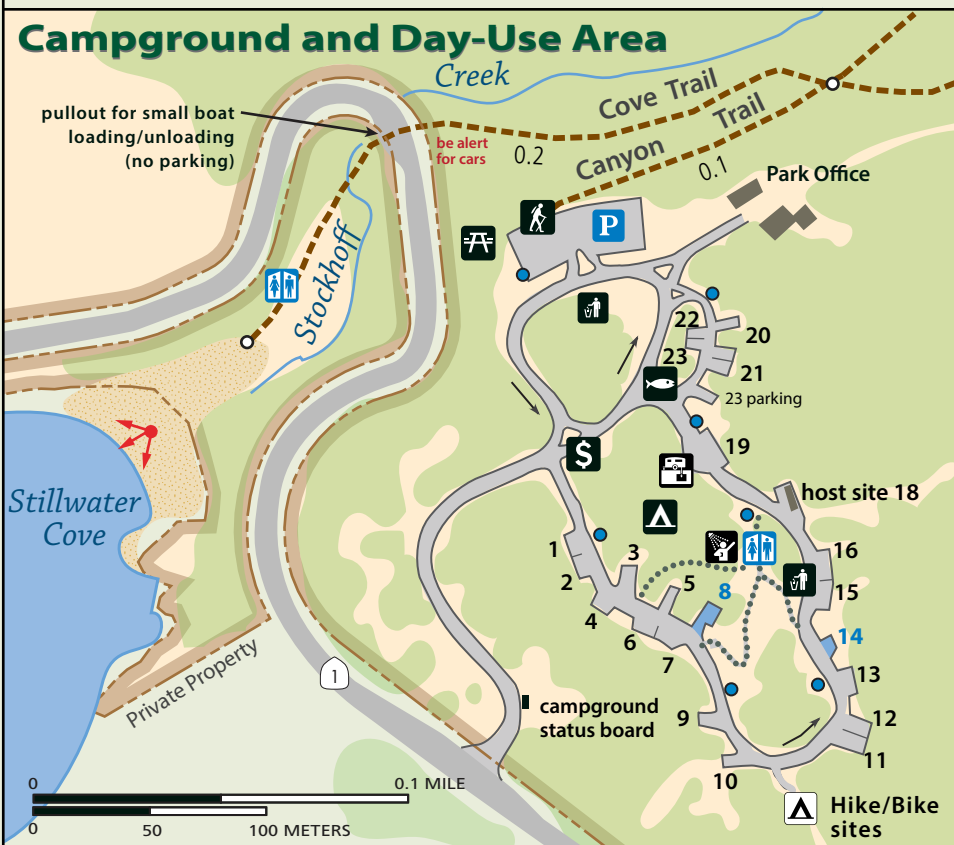 Campground and Day-Use Area
Creek
pullout for small boat
loading/unloading
(no parking)
be alert
for cars
0.2
Cove Trail
Canyon Trail
0.1
Park Office
P
Stockhoff
22
20
23
21
23 parking
19
$
host site 18
Stillwater
Cove
1
2
3
4
5
6
7
8
16
15
14
13
12
11
9
10
Private Property
1
campground
status board
Hike/Bike
sites
0 0.1 MILE
0 50 100 METERS